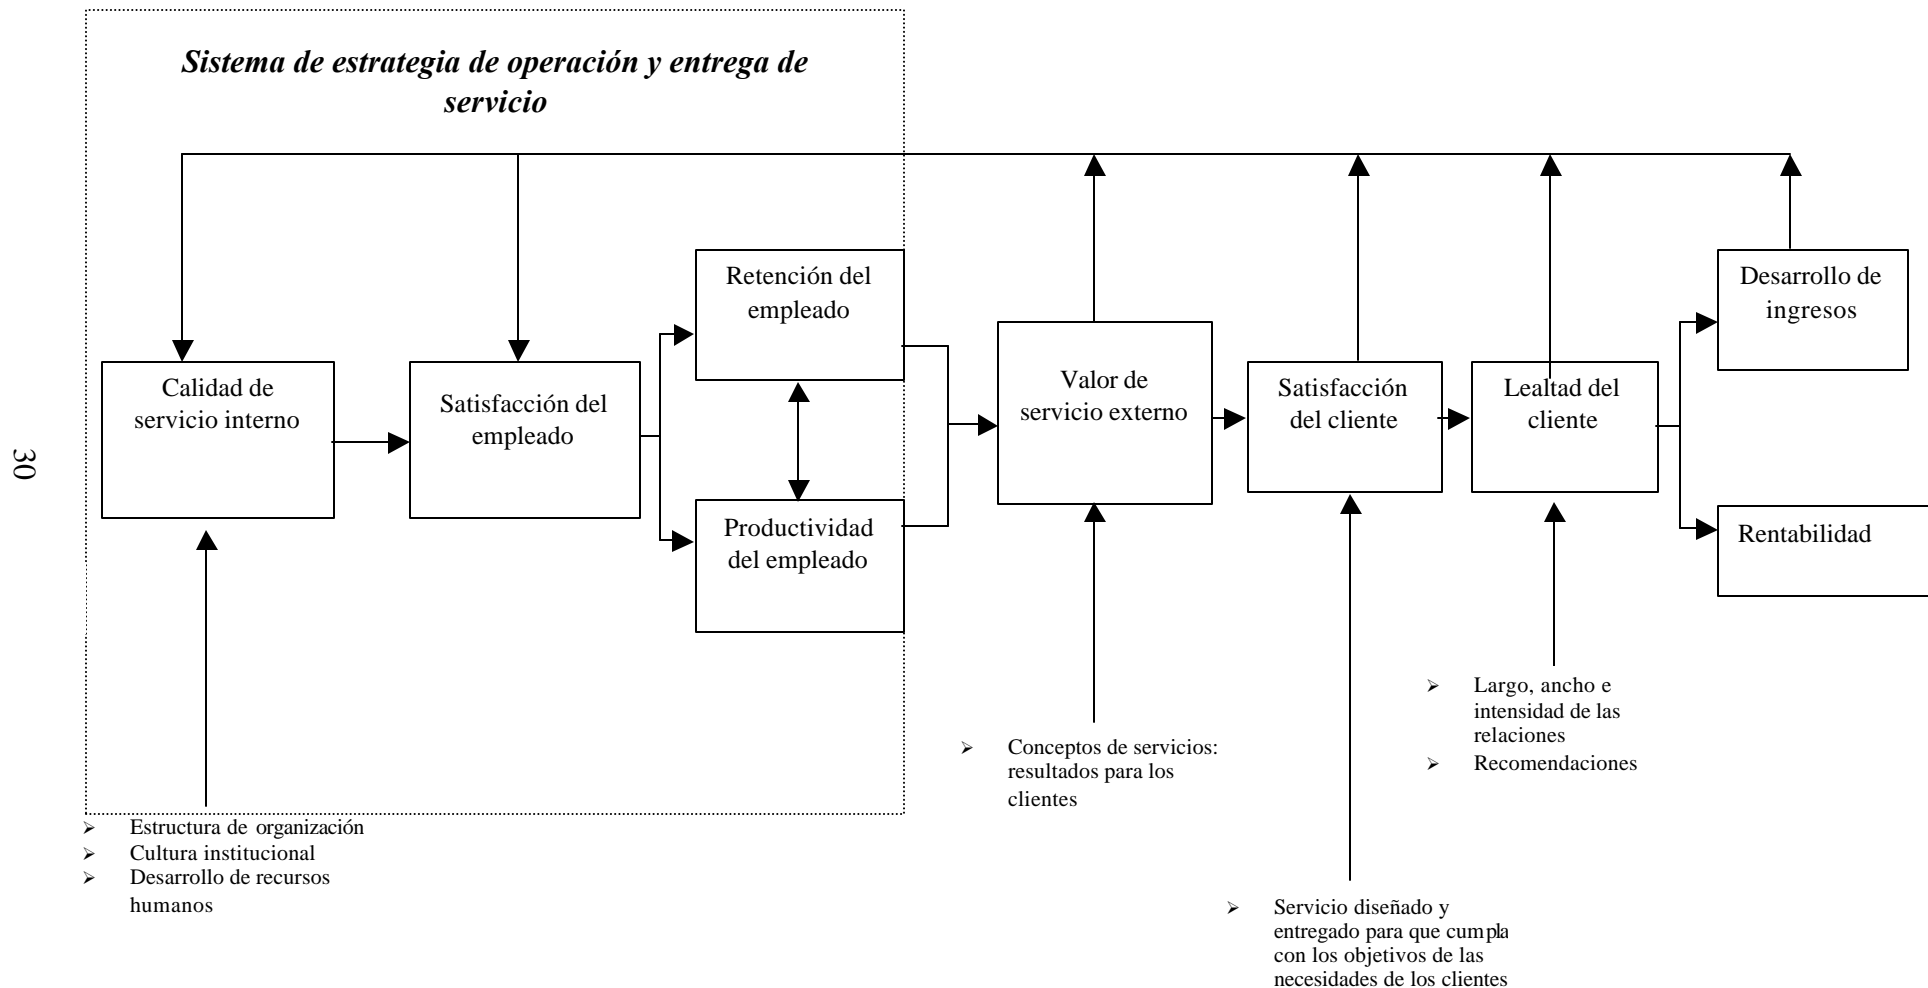 Sistema de estrategia de operación y entrega de
servicio
Retención del
empleado
Desarrollo de
ingresos
Calidad de
servicio interno
Satisfacción del
empleado
Valor de
servicio externo
Satisfacción
del cliente
Lealtad del
cliente
30
Productividad
del empleado
Rentabilidad
➢ Largo, ancho e
intensidad de las
relaciones
➢ Recomendaciones
➢ Conceptos de servicios:
resultados para los
clientes
➢ Estructura de organización
➢ Cultura institucional
➢ Desarrollo de recursos
humanos
➢ Servicio diseñado y
entregado para que cumpla
con los objetivos de las
necesidades de los clientes